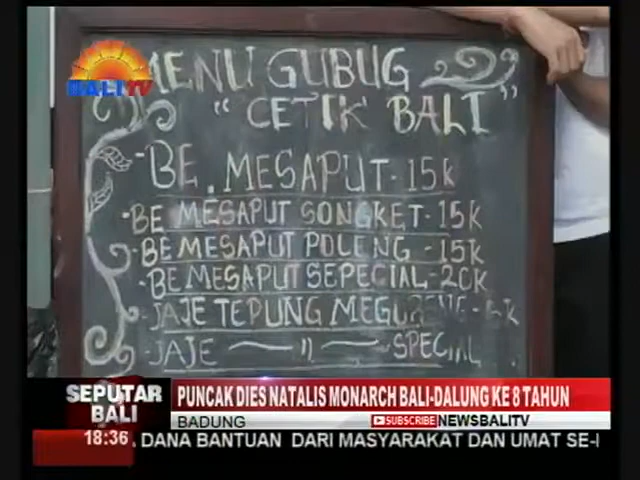 MENU GUBUG
"CETIK BALI"
-BE. MESAPUT - 15K
-BE MESAPUT SONGKET - 15K
-BE MESAPUT POLENG - 15K
-BE MESAPUT SEPECIAL - 20K
-JAJE TEPUNG
-JAJE — " — SPECIAL
BALI TV
SEPUTAR BALI
PUNCAK DIES NATALIS MONARCH BALI-DALUNG KE 8 TAHUN
BADUNG SUBSCRIBE NEWSBALITV
18:36 . DANA BANTUAN DARI MASYARAKAT DAN UMAT SE-